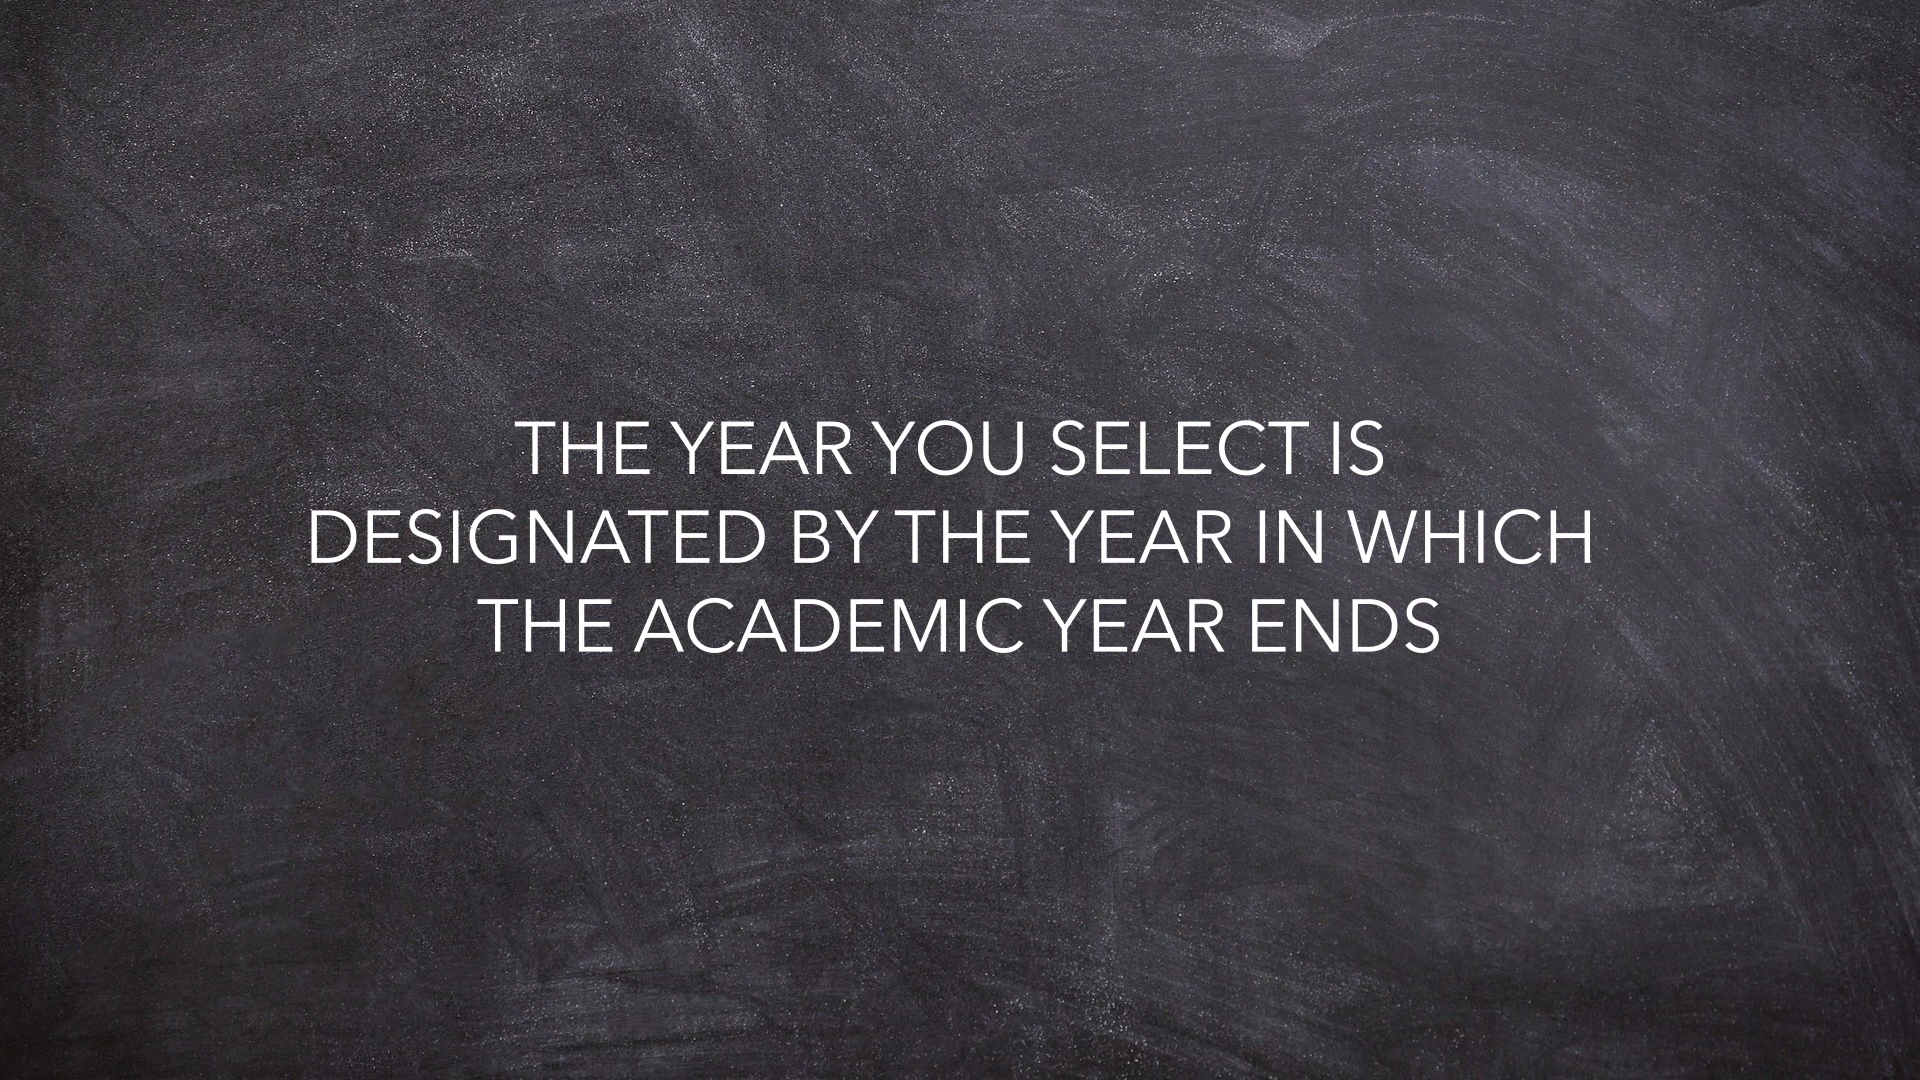 THE YEAR YOU SELECT IS
DESIGNATED BY THE YEAR IN WHICH
THE ACADEMIC YEAR ENDS